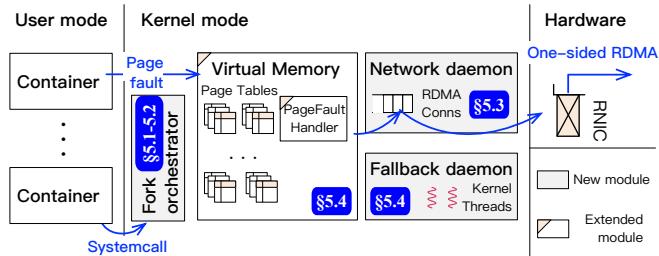 User mode
Kernel mode
Hardware
Container
Page
fault
Container
Systemcall
Fork
orchestrator
§5.1-5.2
Virtual Memory
Page Tables
PageFault
Handler
. . .
§5.4
Network daemon
RDMA
Conns
§5.3
Fallback daemon
§5.4
Kernel
Threads
One-sided RDMA
RNIC
New module
Extended
module